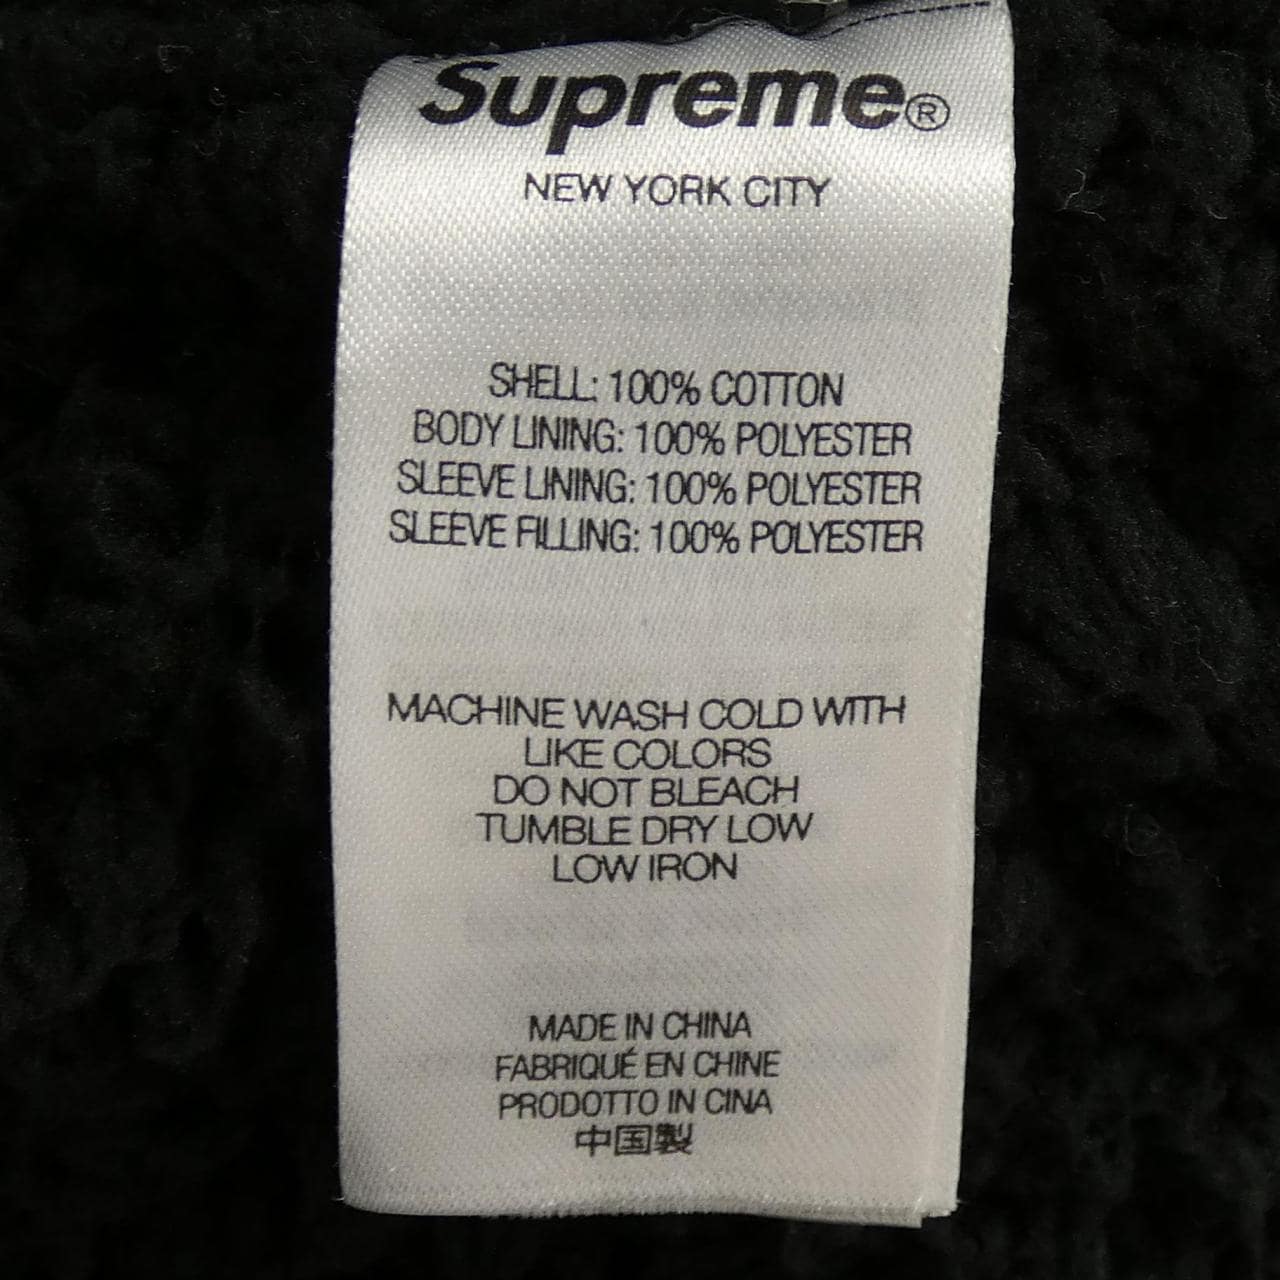 Supreme®
NEW YORK CITY
SHELL: 100% COTTON
BODY LINING: 100% POLYESTER
SLEEVE LINING: 100% POLYESTER
SLEEVE FILLING: 100% POLYESTER
MACHINE WASH COLD WITH
LIKE COLORS
DO NOT BLEACH
TUMBLE DRY LOW
LOW IRON
MADE IN CHINA
FABRIQUÉ EN CHINE
PRODOTTO IN CINA
中国製